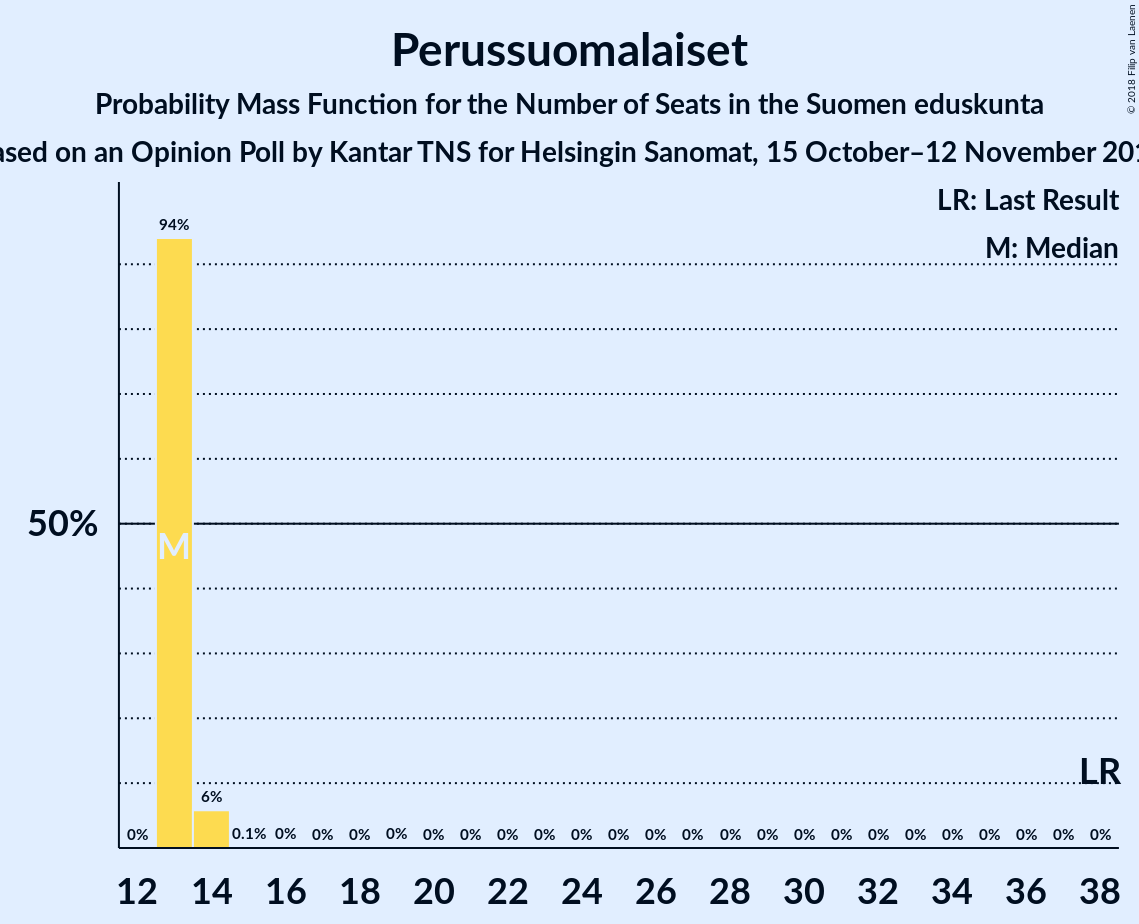 Perussuomalaiset
Probability Mass Function for the Number of Seats in the Suomen eduskunta
on an Opinion Poll by Kantar TNS for Helsingin Sanomat, 15 October–12 November
© 2018 Filip van Laenen
LR: Last Result
M: Median
94%
50%
M
LR
6%
0% 0.1% 0% 0% 0% 0% 0% 0% 0% 0% 0% 0% 0% 0% 0% 0% 0% 0% 0% 0% 0% 0% 0% 0% 0%
12 14 16 18 20 22 24 26 28 30 32 34 36 38